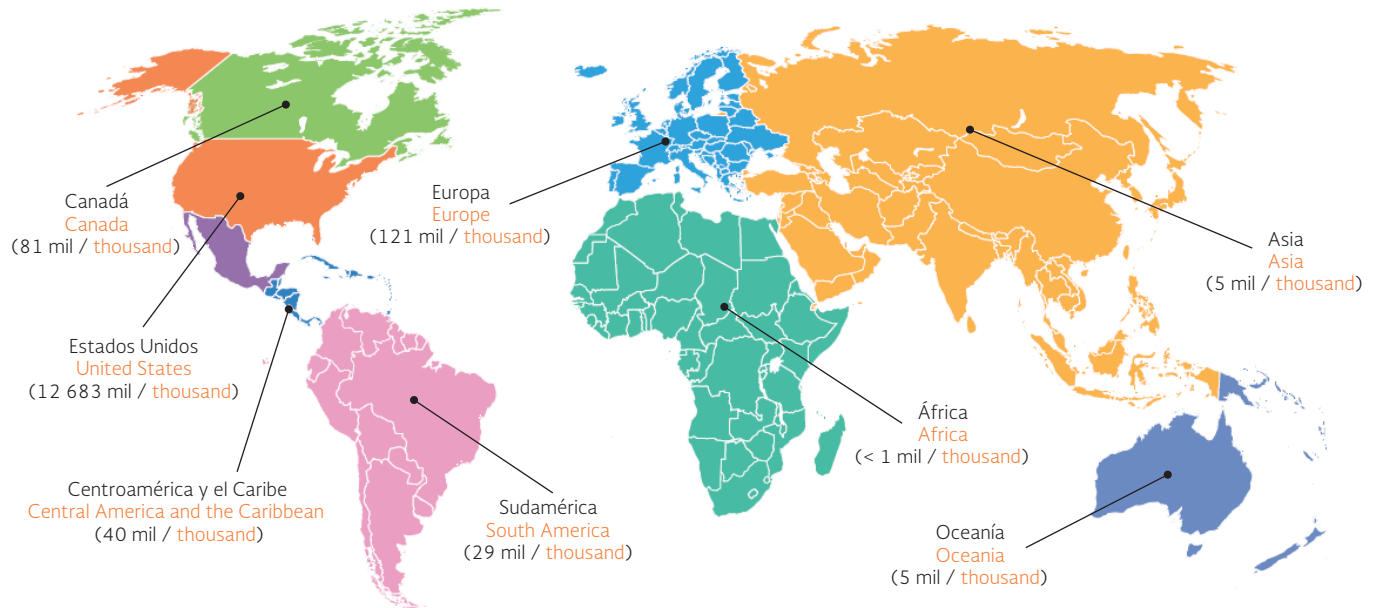 Canadá
Canada
(81 mil / thousand)
Europa
Europe
(121 mil / thousand)
Asia
Asia
(5 mil / thousand)
Estados Unidos
United States
(12 683 mil / thousand)
África
Africa
(< 1 mil / thousand)
Centroamérica y el Caribe
Central America and the Caribbean
(40 mil / thousand)
Sudamérica
South America
(29 mil / thousand)
Oceanía
Oceania
(5 mil / thousand)